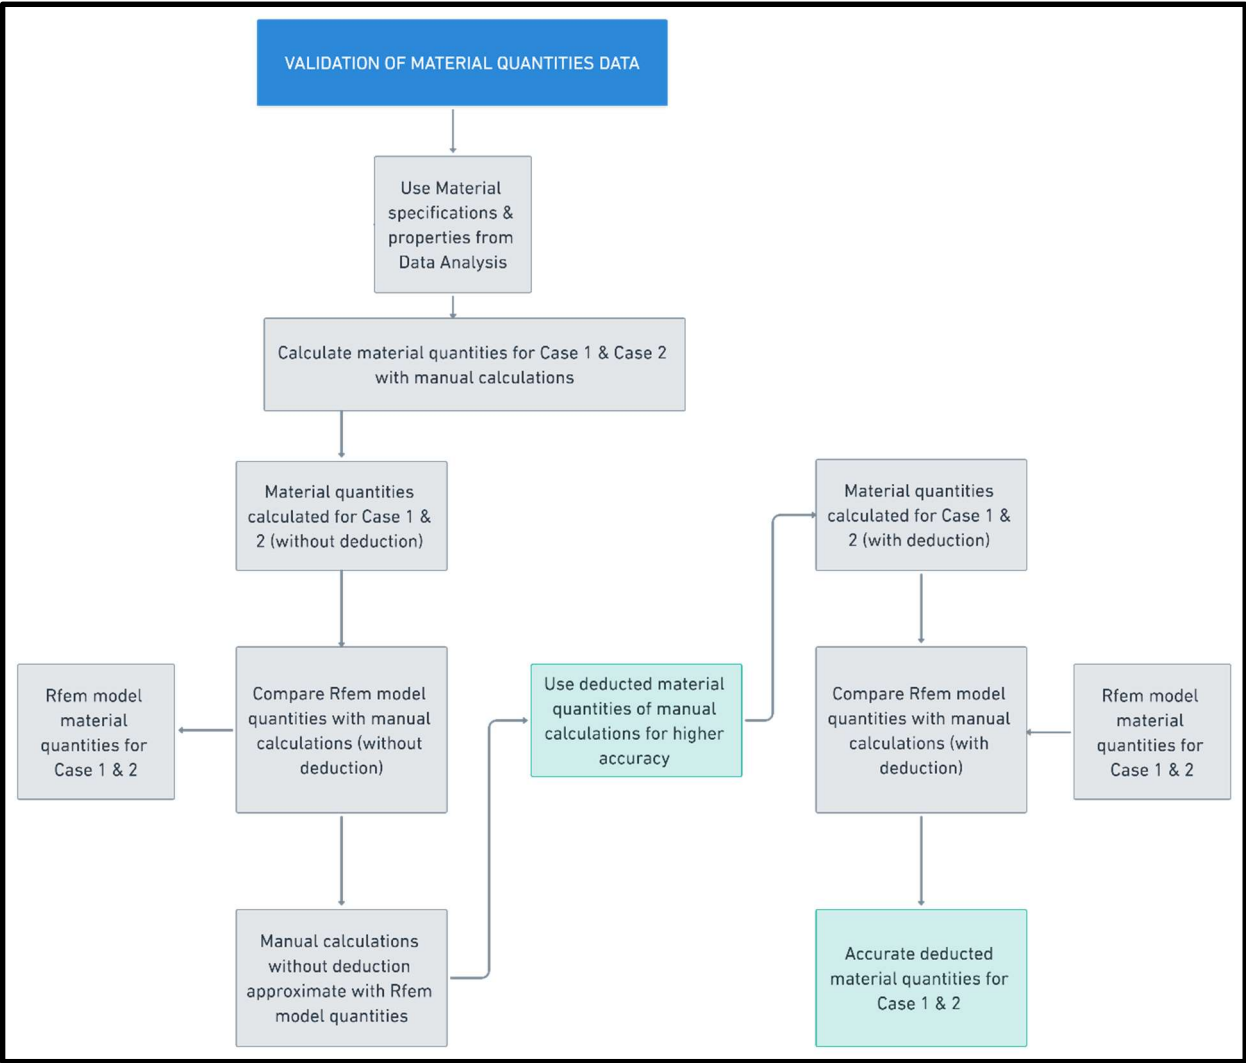 VALIDATION OF MATERIAL QUANTITIES DATA
Use Material
specifications &
properties from
Data Analysis
Calculate material quantities for Case 1 & Case 2
with manual calculations
Material quantities
calculated for Case 1 &
2 (without deduction)
Compare Rfem model
quantities with manual
calculations (without
deduction)
Rfem model
material
quantities for
Case 1 & 2
Manual calculations
without deduction
approximate with Rfem
model quantities
Use deducted material
quantities of manual
calculations for higher
accuracy
Material quantities
calculated for Case 1 &
2 (with deduction)
Compare Rfem model
quantities with manual
calculations (with
deduction)
Rfem model
material
quantities for
Case 1 & 2
Accurate deducted
material quantities for
Case 1 & 2